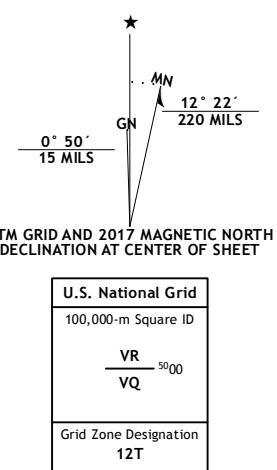 ★
MN
GN
12° 22´
220 MILS
0° 50´
15 MILS
TM GRID AND 2017 MAGNETIC NORTH
DECLINATION AT CENTER OF SHEET
U.S. National Grid
100,000-m Square ID
VR
5000
VQ
Grid Zone Designation
12T